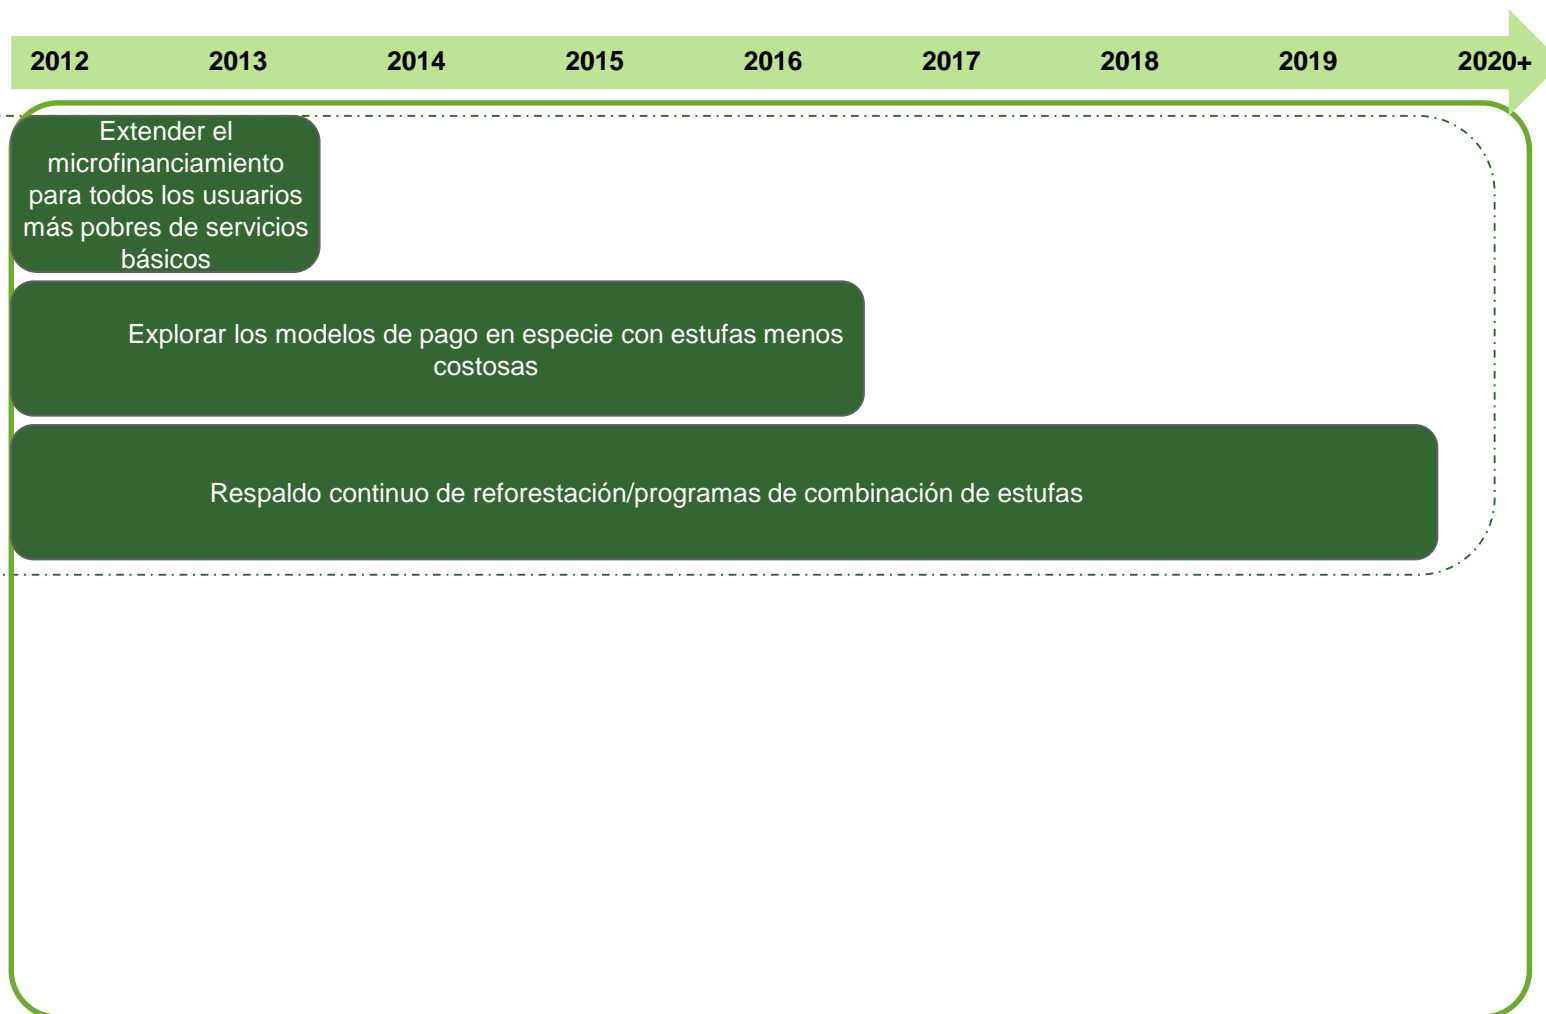 2012 2013 2014 2015 2016 2017 2018 2019 2020+
Extender el
microfinanciamiento
para todos los usuarios
más pobres de servicios
básicos
Explorar los modelos de pago en especie con estufas menos
costosas
Respaldo continuo de reforestación/programas de combinación de estufas